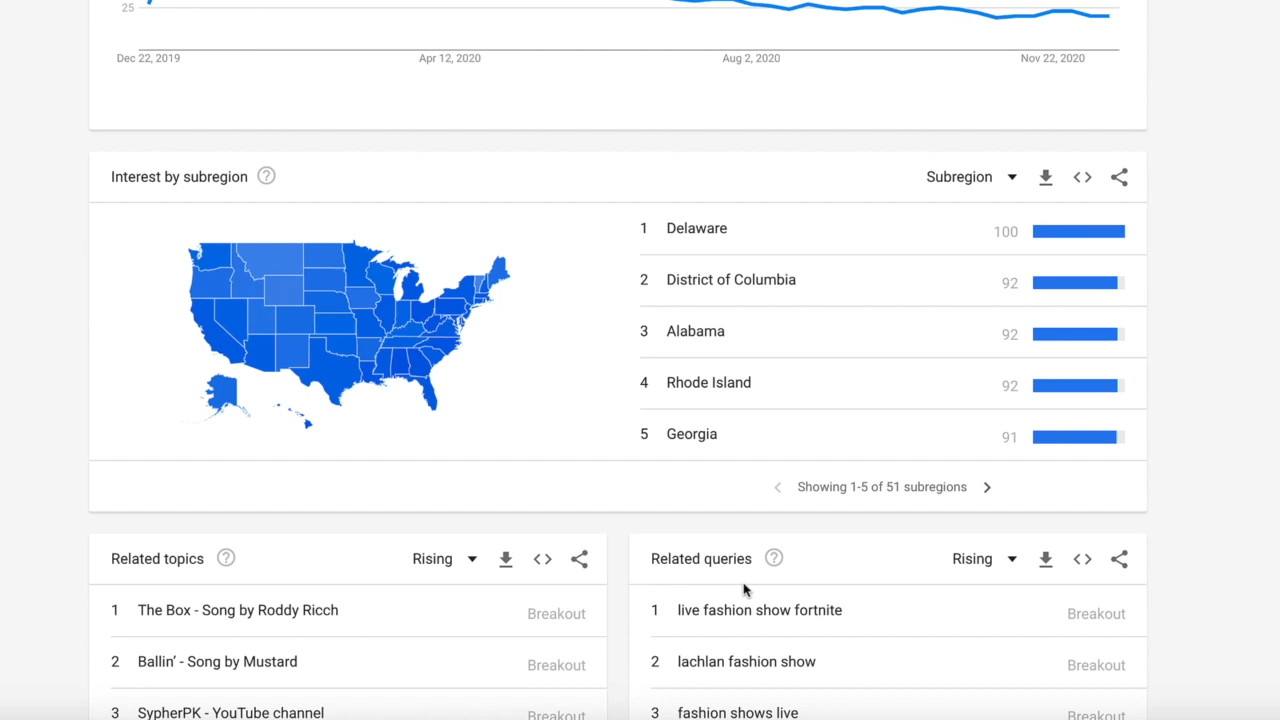 25
Dec 22, 2019 Apr 12, 2020 Aug 2, 2020 Nov 22, 2020
Interest by subregion ? Subregion
1 Delaware 100
2 District of Columbia 92
3 Alabama 92
4 Rhode Island 92
5 Georgia 91
Showing 1-5 of 51 subregions
Related topics ? Rising
1 The Box - Song by Roddy Ricch Breakout
2 Ballin' - Song by Mustard Breakout
3 SypherPK - YouTube channel Breakout
Related queries ? Rising
1 live fashion show fortnite Breakout
2 lachlan fashion show Breakout
3 fashion shows live Breakout